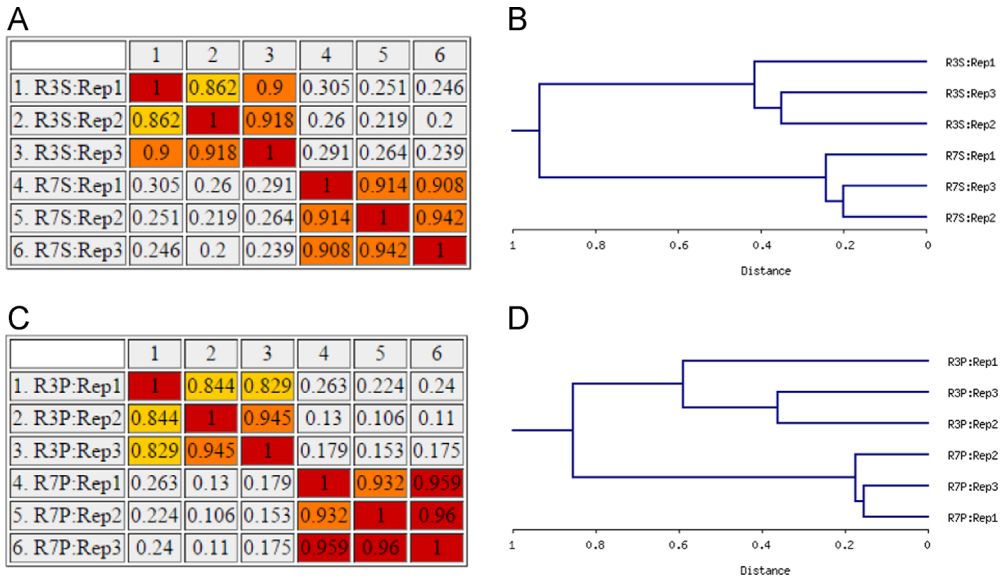 A
1 2 3 4 5 6
1. R3S:Rep1 1 0.862 0.9 0.305 0.251 0.246
2. R3S:Rep2 0.862 1 0.918 0.26 0.219 0.2
3. R3S:Rep3 0.9 0.918 1 0.291 0.264 0.239
4. R7S:Rep1 0.305 0.26 0.291 1 0.914 0.908
5. R7S:Rep2 0.251 0.219 0.264 0.914 1 0.942
6. R7S:Rep3 0.246 0.2 0.239 0.908 0.942 1
B
R3S:Rep1
R3S:Rep3
R3S:Rep2
R7S:Rep1
R7S:Rep3
R7S:Rep2
1 0.8 0.6 0.4 0.2 0
Distance
C
1 2 3 4 5 6
1. R3P:Rep1 1 0.844 0.829 0.263 0.224 0.24
2. R3P:Rep2 0.844 1 0.945 0.13 0.106 0.11
3. R3P:Rep3 0.829 0.945 1 0.179 0.153 0.175
4. R7P:Rep1 0.263 0.13 0.179 1 0.932 0.959
5. R7P:Rep2 0.224 0.106 0.153 0.932 1 0.96
6. R7P:Rep3 0.24 0.11 0.175 0.959 0.96 1
D
R3P:Rep1
R3P:Rep3
R3P:Rep2
R7P:Rep2
R7P:Rep3
R7P:Rep1
1 0.8 0.6 0.4 0.2 0
Distance